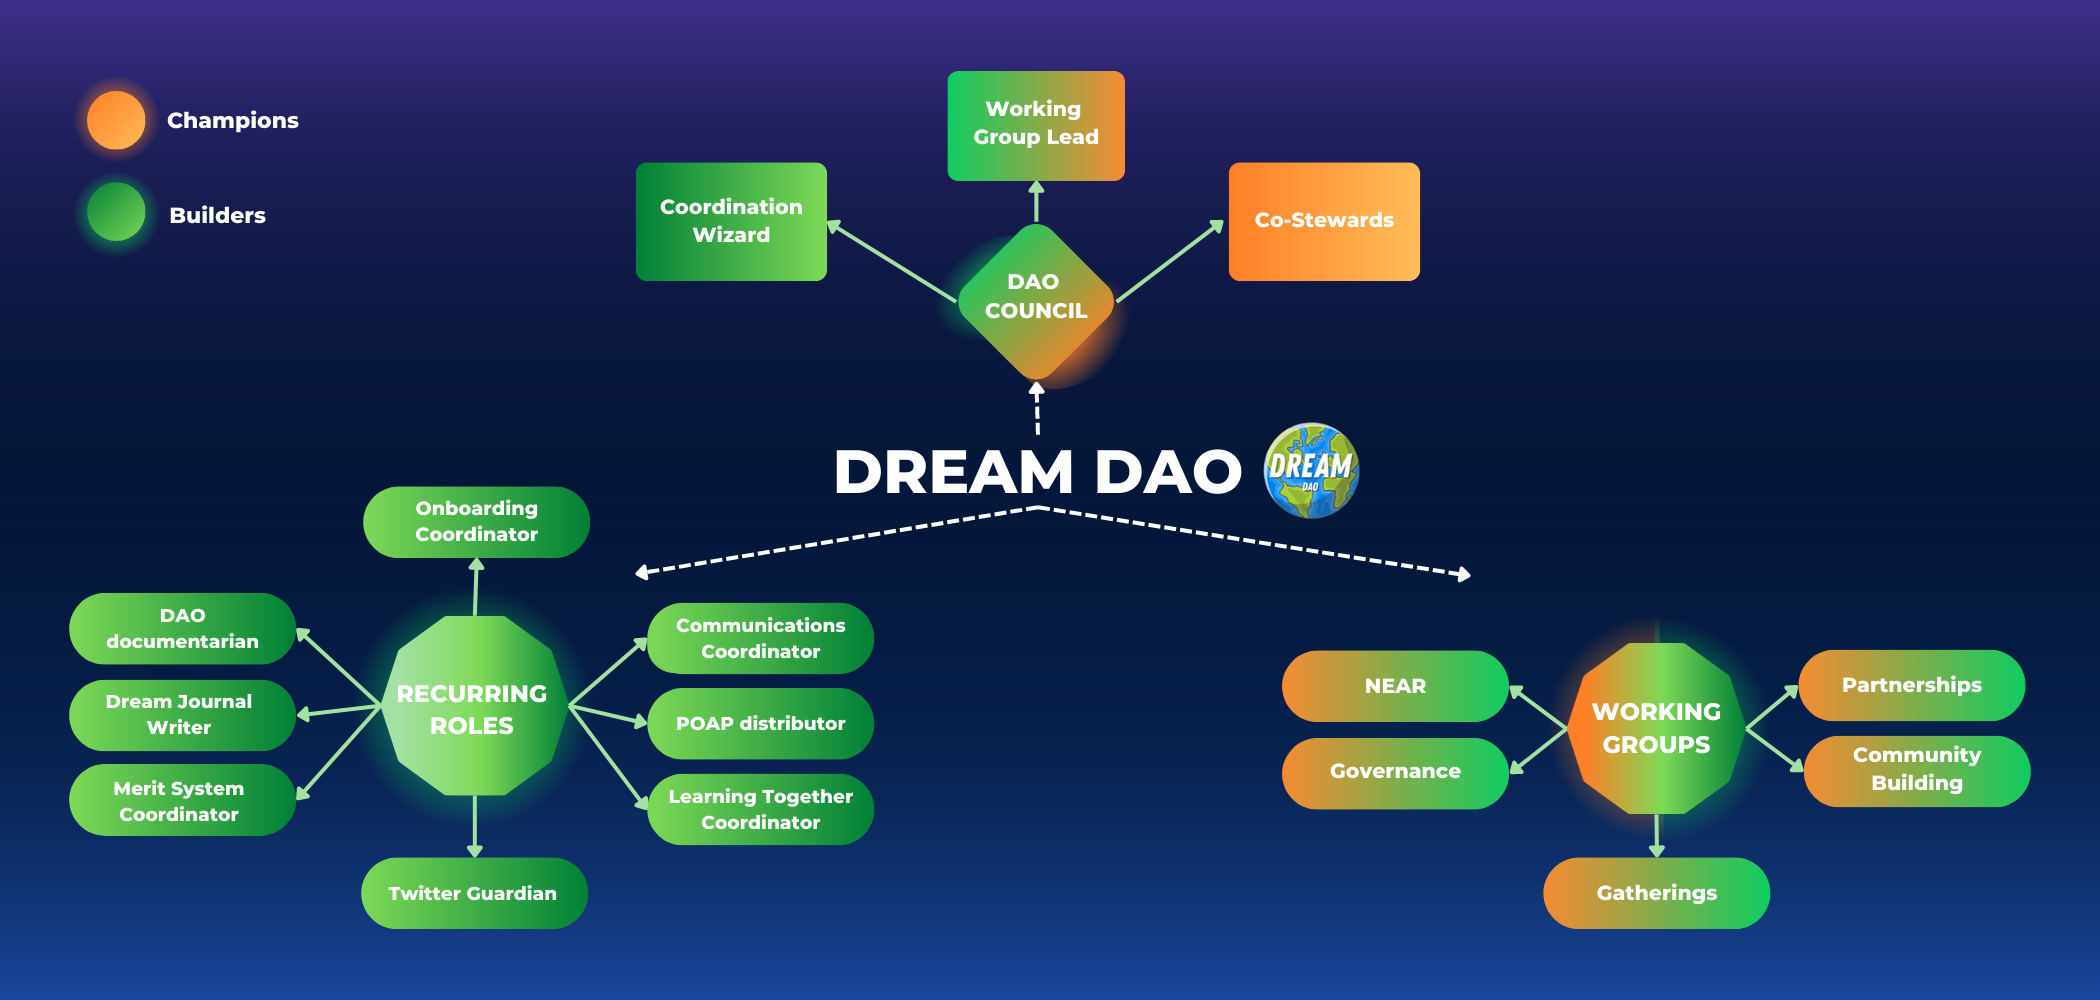 Champions
Builders
Working
Group Lead
Coordination
Wizard
Co-Stewards
DAO
COUNCIL
DREAM DAO
DREAM
DAO
Onboarding
Coordinator
DAO
documentarian
Dream Journal
Writer
Merit System
Coordinator
RECURRING
ROLES
Communications
Coordinator
POAP distributor
Learning Together
Coordinator
Twitter Guardian
NEAR
Governance
WORKING
GROUPS
Partnerships
Community
Building
Gatherings